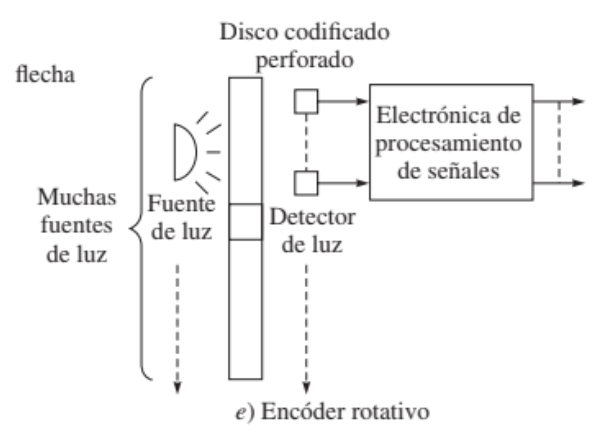 Disco codificado
perforado
flecha
Electrónica de
procesamiento
de señales
Muchas
fuentes
de luz
Fuente
de luz
Detector
de luz
e) Encóder rotativo